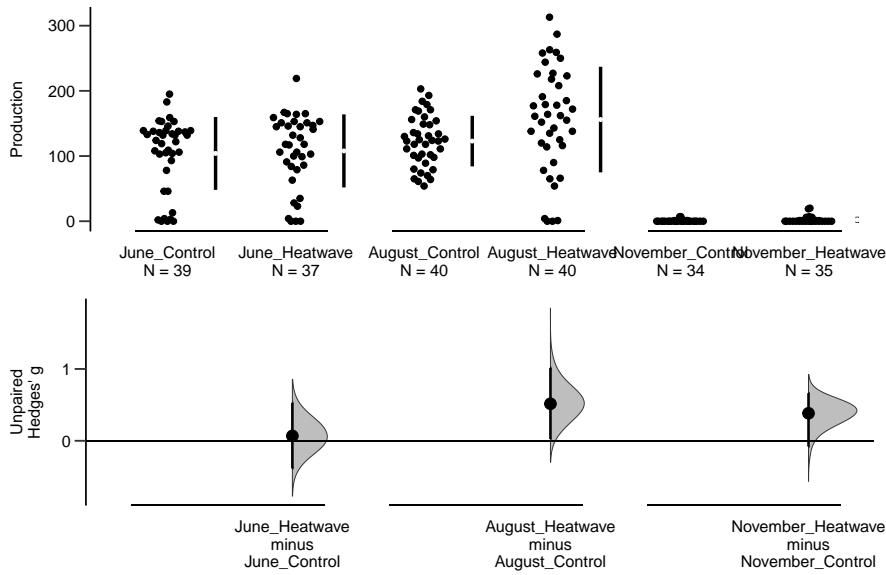 300
200
100
0
Production
June_Control
N = 39
June_Heatwave
N = 37
August_Control
N = 40
August_Heatwave
N = 40
November_Control
N = 34
November_Heatwave
N = 35
1
0
Unpaired
Hedges' g
June_Heatwave
minus
June_Control
August_Heatwave
minus
August_Control
November_Heatwave
minus
November_Control